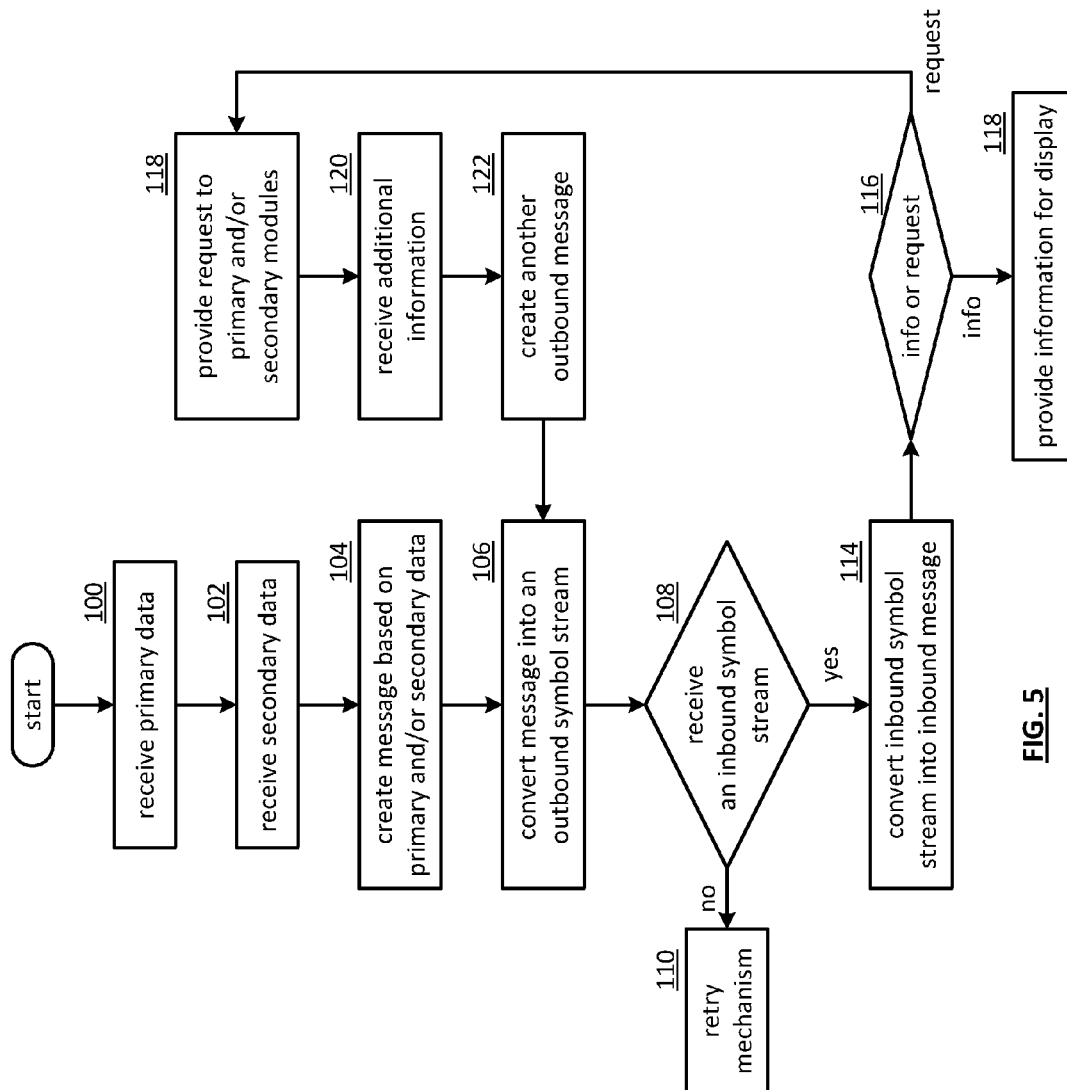 start
100
receive primary data
102
receive secondary data
104
create message based on
primary and/or secondary data
106
convert message into an
outbound symbol stream
108
receive
an inbound symbol
stream
no
110
retry
mechanism
yes
114
convert inbound symbol
stream into inbound message
116
info or request
info
118
provide information for display
request
118
provide request to
primary and/or
secondary modules
120
receive additional
information
122
create another
outbound message
FIG. 5